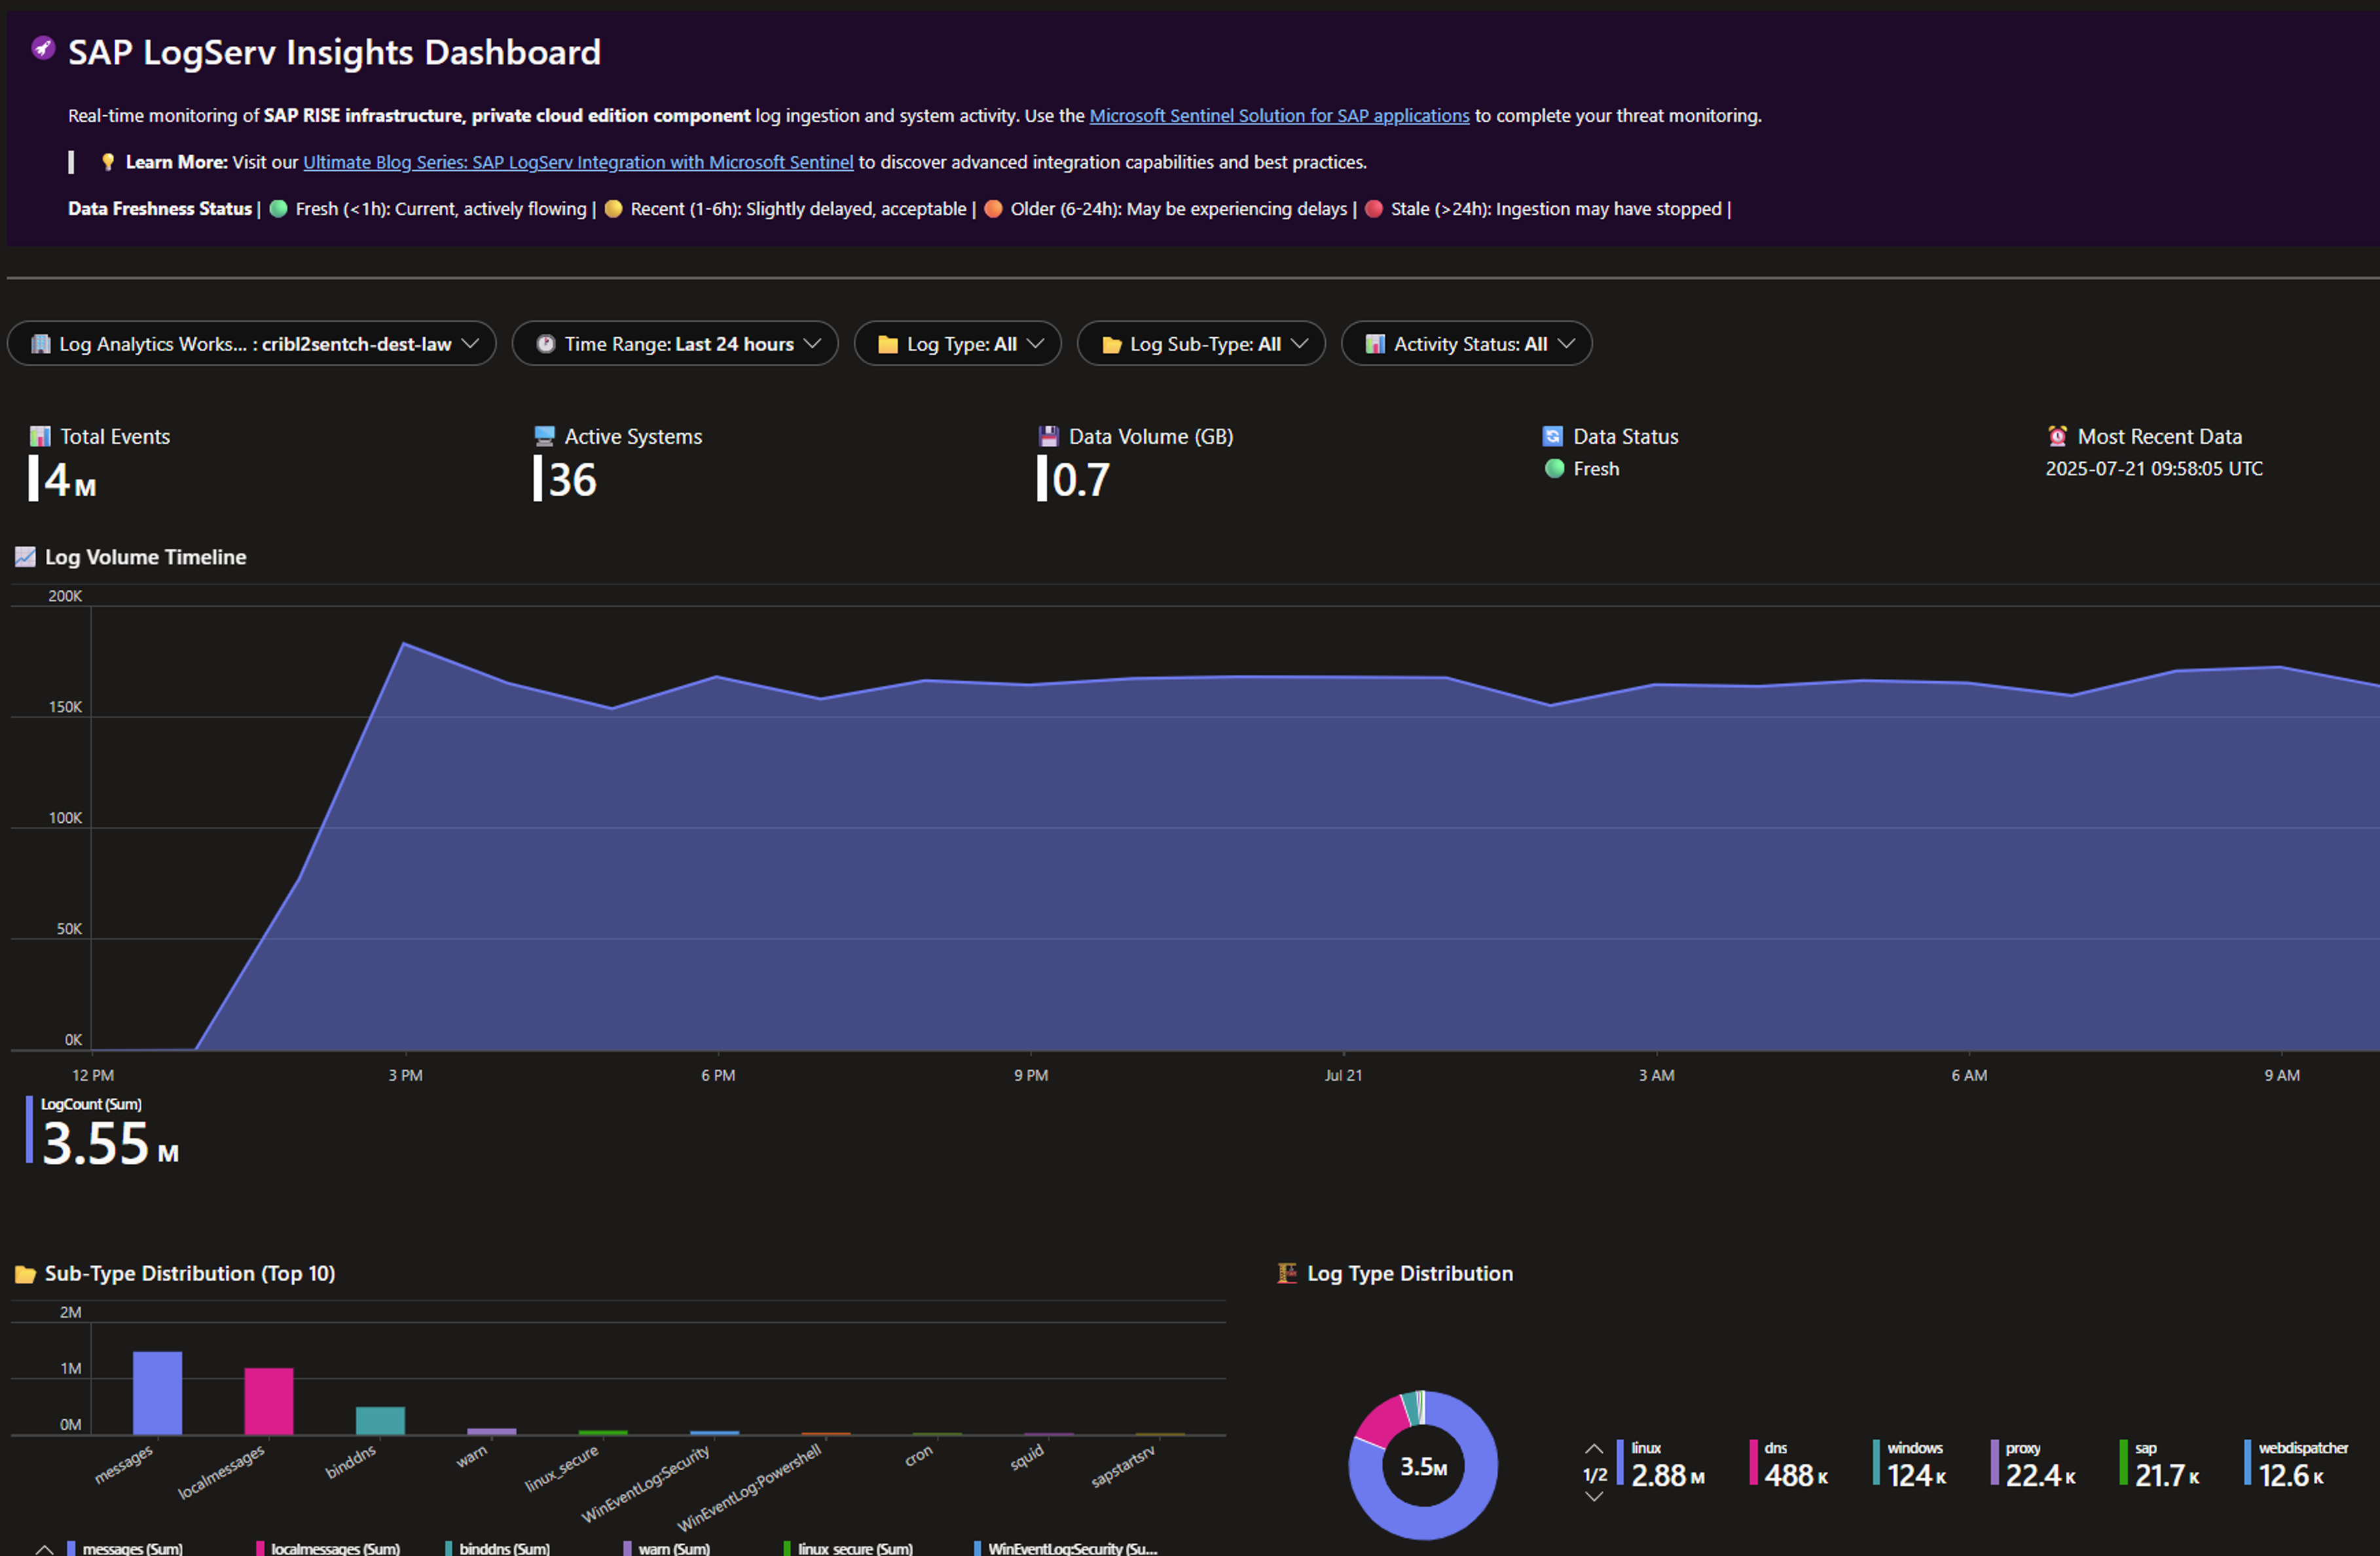 SAP LogServ Insights Dashboard
Real-time monitoring of SAP RISE infrastructure, private cloud edition component log ingestion and system activity. Use the Microsoft Sentinel Solution for SAP applications to complete your threat monitoring.
Learn More: Visit our Ultimate Blog Series: SAP LogServ Integration with Microsoft Sentinel to discover advanced integration capabilities and best practices.
Data Freshness Status | Fresh (<1h): Current, actively flowing | Recent (1-6h): Slightly delayed, acceptable | Older (6-24h): May be experiencing delays | Stale (>24h): Ingestion may have stopped |
Log Analytics Works... : cribl2sentch-dest-law
Time Range: Last 24 hours
Log Type: All
Log Sub-Type: All
Activity Status: All
Total Events
4 M
Active Systems
36
Data Volume (GB)
0.7
Data Status
Fresh
Most Recent Data
2025-07-21 09:58:05 UTC
Log Volume Timeline
200K
150K
100K
50K
0K
12 PM
3 PM
6 PM
9 PM
Jul 21
3 AM
6 AM
9 AM
LogCount (Sum)
3.55 M
Sub-Type Distribution (Top 10)
2M
1M
0M
messages
localmessages
binddns
warn
linux_secure
WinEventLog:Security
WinEventLog:Powershell
cron
squid
sapstartsrv
messages (Sum)
localmessages (Sum)
binddns (Sum)
warn (Sum)
linux_secure (Sum)
WinEventLog:Security (Su...
Log Type Distribution
3.5M
1/2
linux
2.88 M
dns
488 K
windows
124 K
proxy
22.4 K
sap
21.7 K
webdispatcher
12.6 K